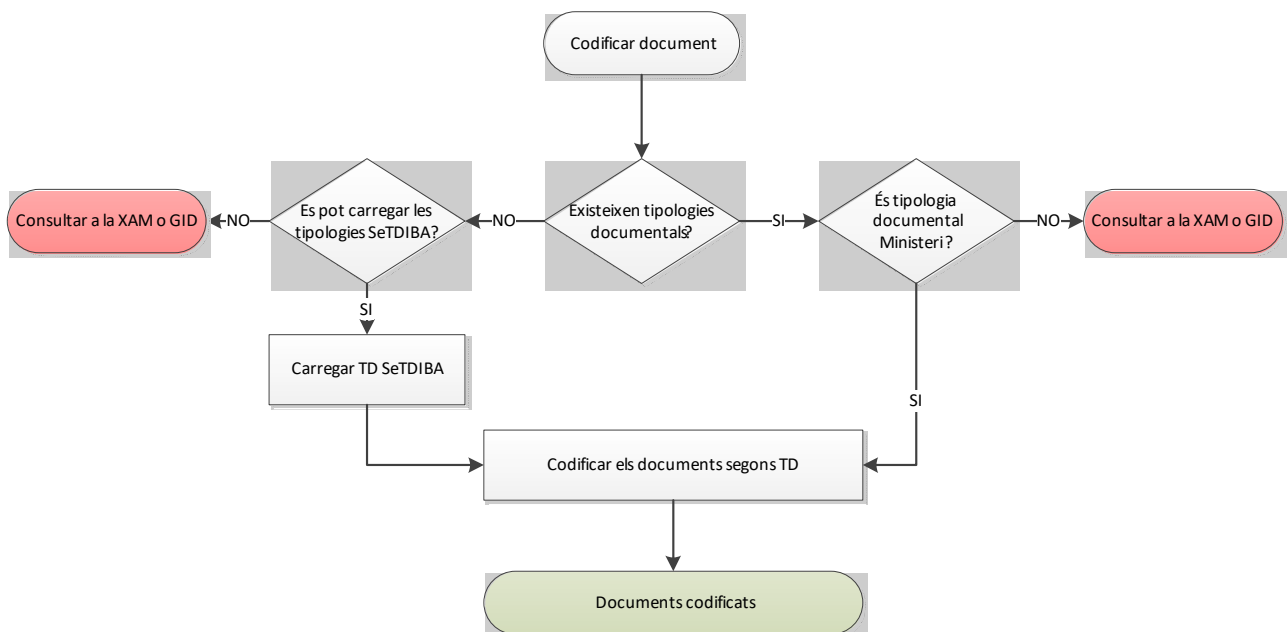 Codificar document
Es pot carregar les
tipologies SeTDIBA?
Existeixen tipologies
documentals?
És tipologia
documental
Ministeri?
Consultar a la XAM o GID
NO
NO
SI
NO
Consultar a la XAM o GID
SI
Carregar TD SeTDIBA
SI
Codificar els documents segons TD
Documents codificats